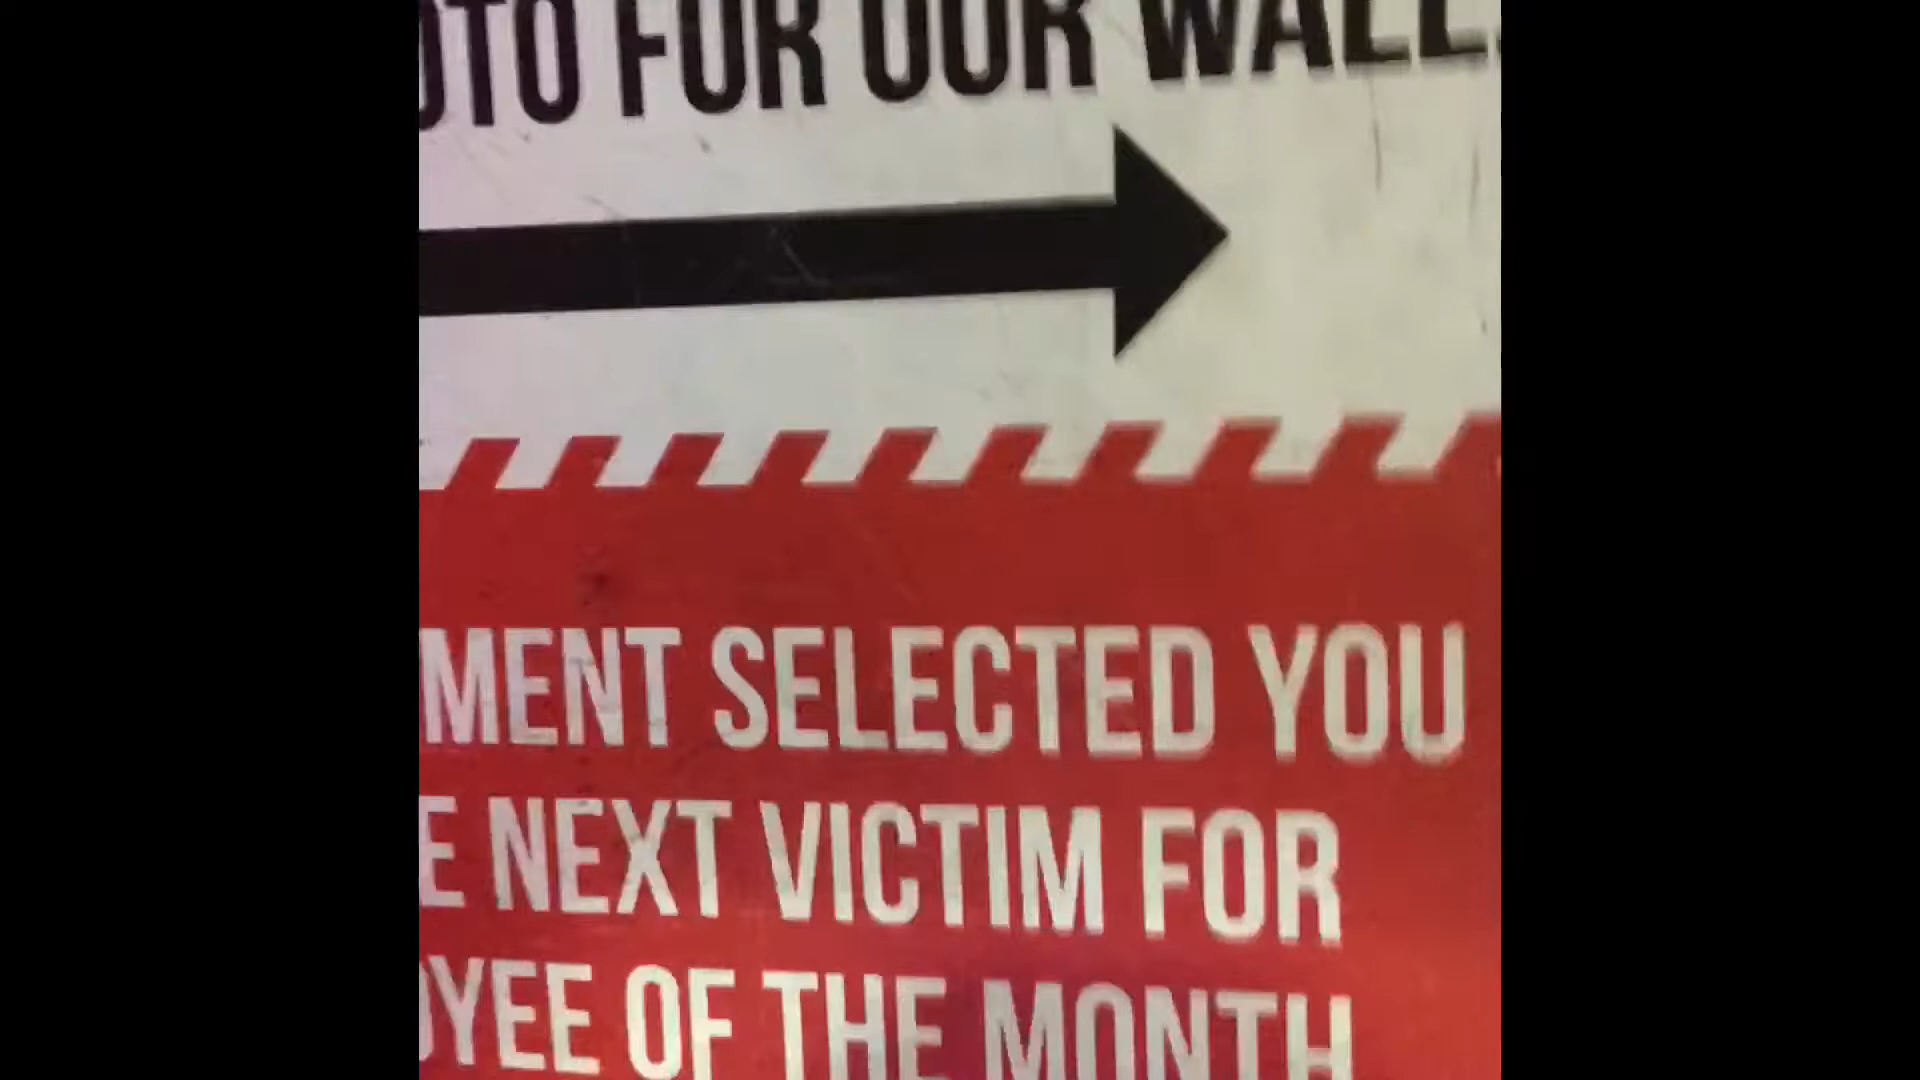 OTO FOR OUR WALL.
MENT SELECTED YOU
E NEXT VICTIM FOR
OYEE OF THE MONTH